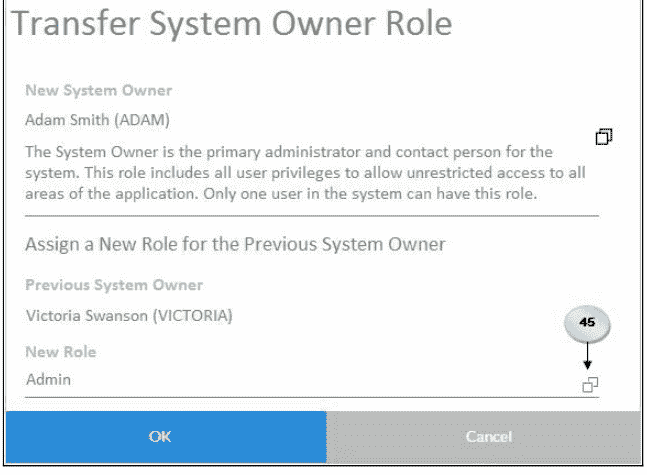 Transfer System Owner Role
New System Owner
Adam Smith (ADAM)
The System Owner is the primary administrator and contact person for the
system. This role includes all user privileges to allow unrestricted access to all
areas of the application. Only one user in the system can have this role.
Assign a New Role for the Previous System Owner
Previous System Owner
Victoria Swanson (VICTORIA)
45
New Role
Admin
OK
Cancel